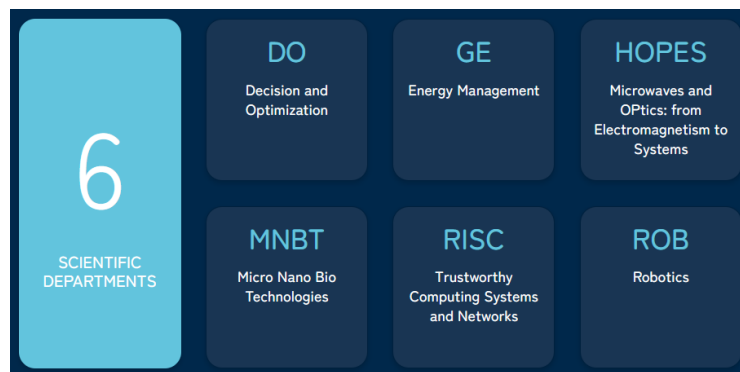 6
SCIENTIFIC
DEPARTMENTS
DO
Decision and
Optimization
GE
Energy Management
HOPES
Microwaves and
OPtics: from
Electromagnetism to
Systems
MNBT
Micro Nano Bio
Technologies
RISC
Trustworthy
Computing Systems
and Networks
ROB
Robotics